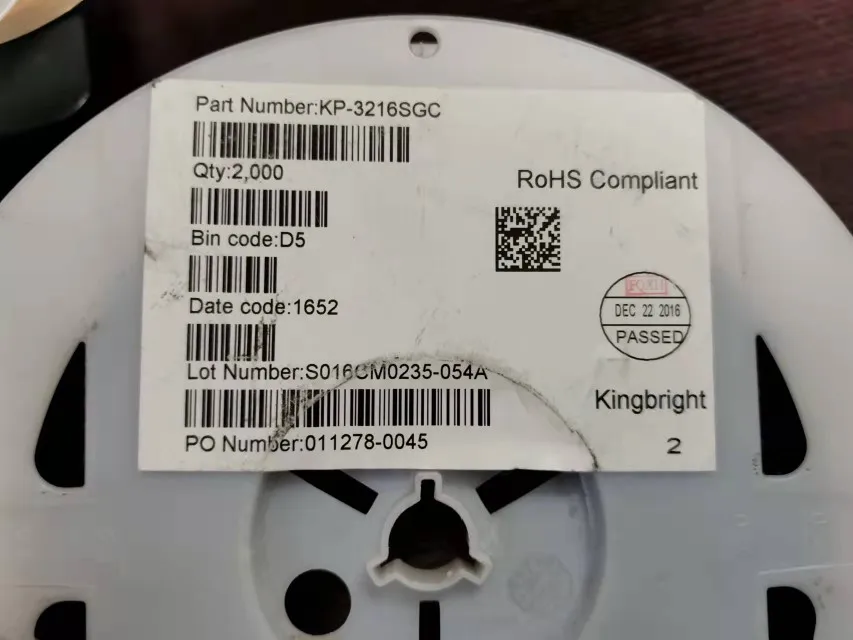 Part Number:KP-3216SGC
Qty:2,000
RoHS Compliant
Bin code:D5
Date code:1652
DEC 22 2016
PASSED
Lot Number:S016CM0235-054A
Kingbright
PO Number:011278-0045
2